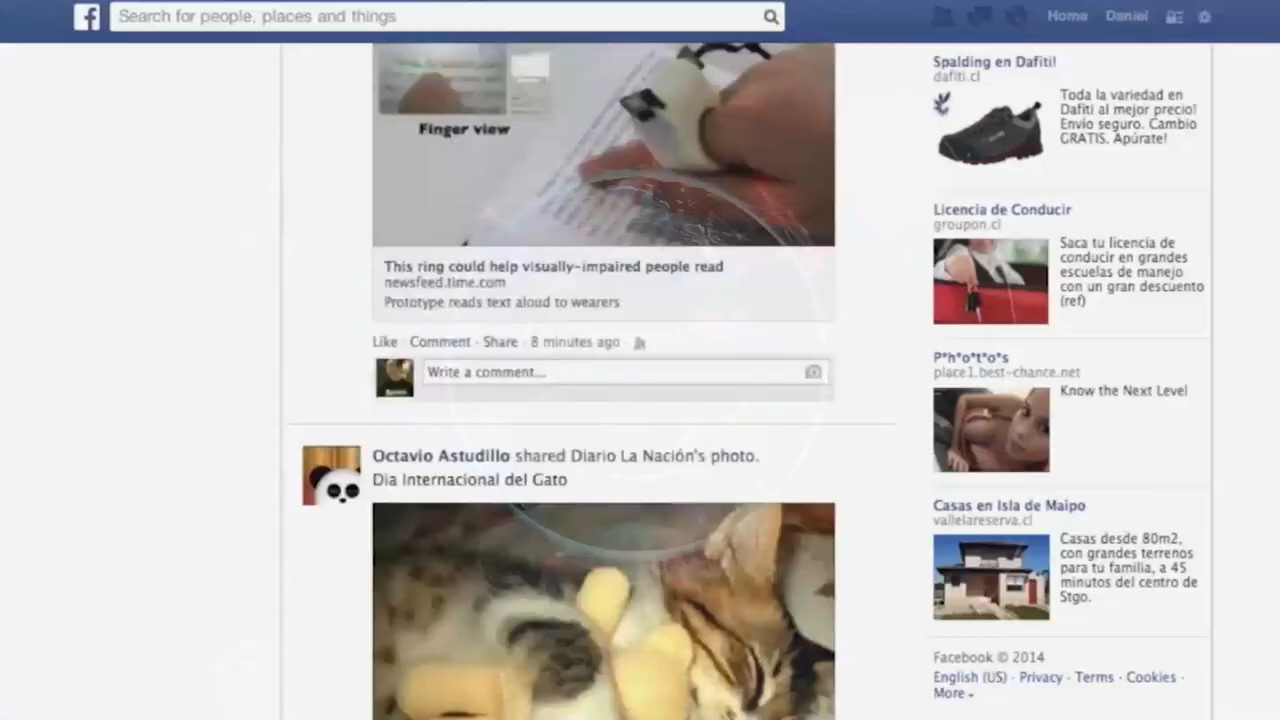 Search for people, places and things
Home Daniel
Finger view
This ring could help visually-impaired people read
newsfeed.time.com
Prototype reads text aloud to wearers
Like · Comment · Share · 8 minutes ago ·
Write a comment...
Octavio Astudillo shared Diario La Nación's photo.
Dia Internacional del Gato
Spalding en Dafiti!
dafiti.cl
Toda la variedad en
Dafiti al mejor precio!
Envío seguro. Cambio
GRATIS. Apúrate!
Licencia de Conducir
groupon.cl
Saca tu licencia de
conducir en grandes
escuelas de manejo
con un gran descuento
(ref)
P*h*o*t*o*s
place1.best-chance.net
Know the Next Level
Casas en Isla de Maipo
vallelareserva.cl
Casas desde 80m2,
con grandes terrenos
para tu familia, a 45
minutos del centro de
Stgo.
Facebook © 2014
English (US) · Privacy · Terms · Cookies ·
More